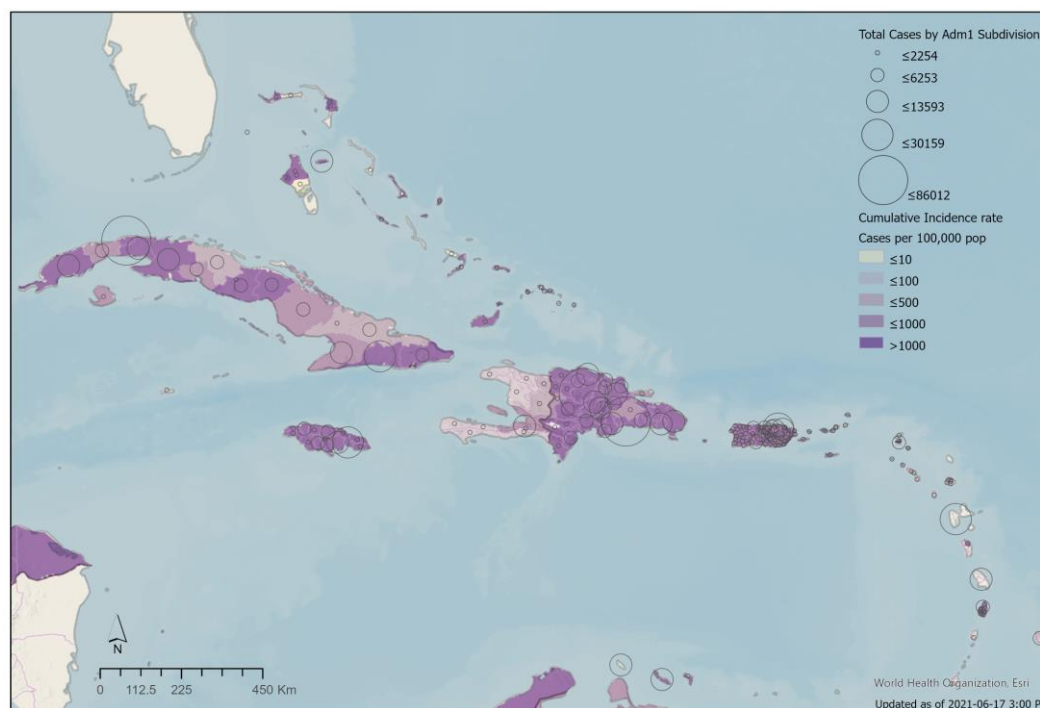 Total Cases by Adm1 Subdivision
≤2254
≤6253
≤13593
≤30159
≤86012
Cumulative Incidence rate
Cases per 100,000 pop
≤10
≤100
≤500
≤1000
>1000
N
0 112.5 225 450 Km
World Health Organization, Esri
Updated as of 2021-06-17 3:00 P